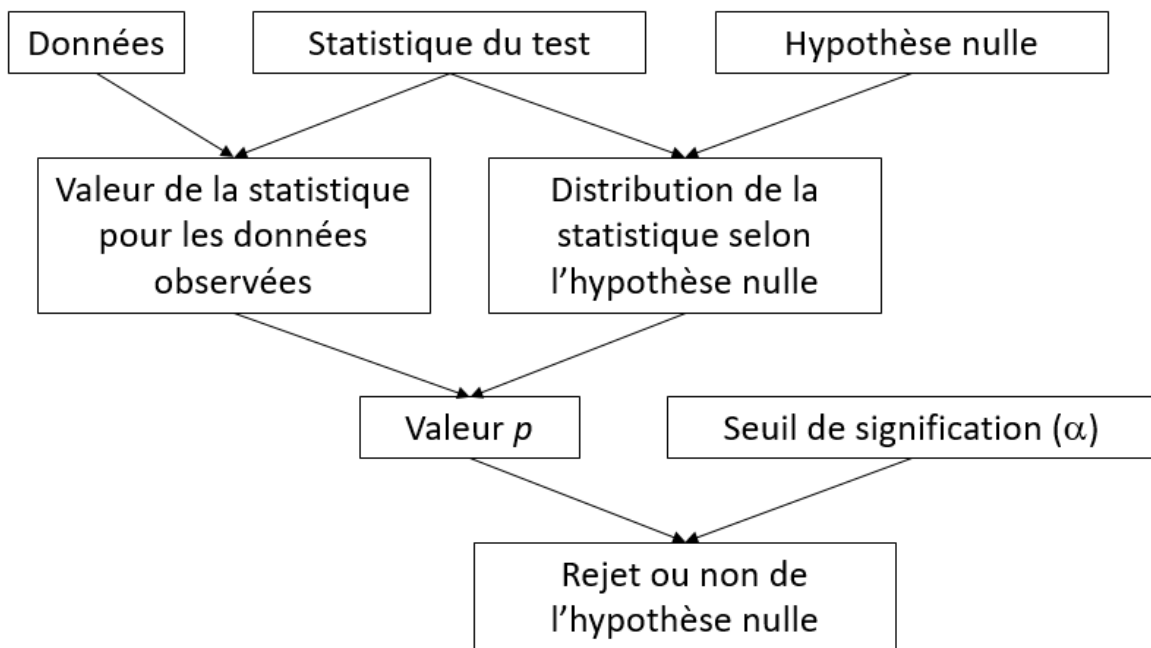 Données
Statistique du test
Hypothèse nulle
Valeur de la statistique
pour les données
observées
Distribution de la
statistique selon
l’hypothèse nulle
Valeur p
Seuil de signification (α)
Rejet ou non de
l’hypothèse nulle